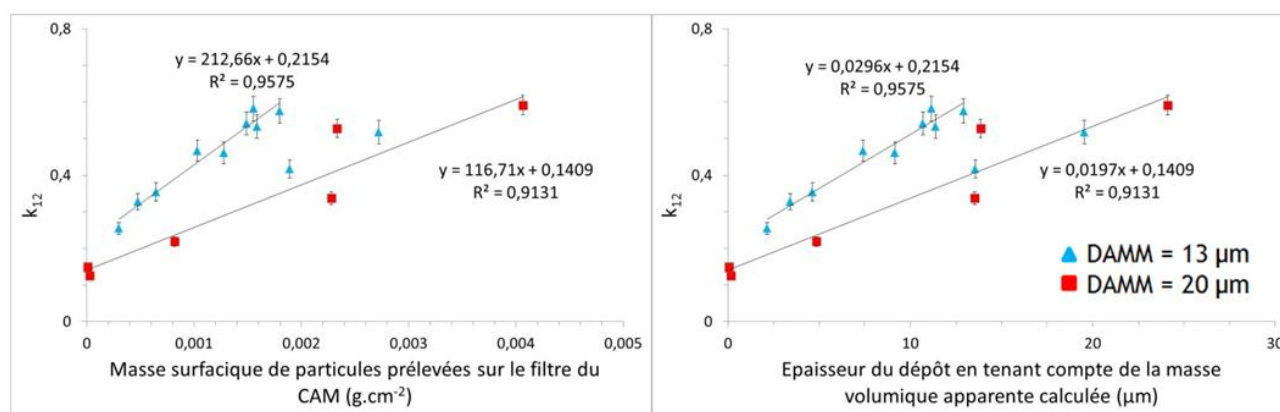 0,8
y = 212,66x + 0,2154
R² = 0,9575
0,4
y = 116,71x + 0,1409
R² = 0,9131
k12
0
0
0,001
0,002
0,003
0,004
0,005
Masse surfacique de particules prélevées sur le filtre du
CAM (g.cm-2)
0,8
y = 0,0296x + 0,2154
R² = 0,9575
0,4
y = 0,0197x + 0,1409
R² = 0,9131
k12
DAMM = 13 µm
DAMM = 20 µm
0
0
10
20
30
Epaisseur du dépôt en tenant compte de la masse
volumique apparente calculée (µm)